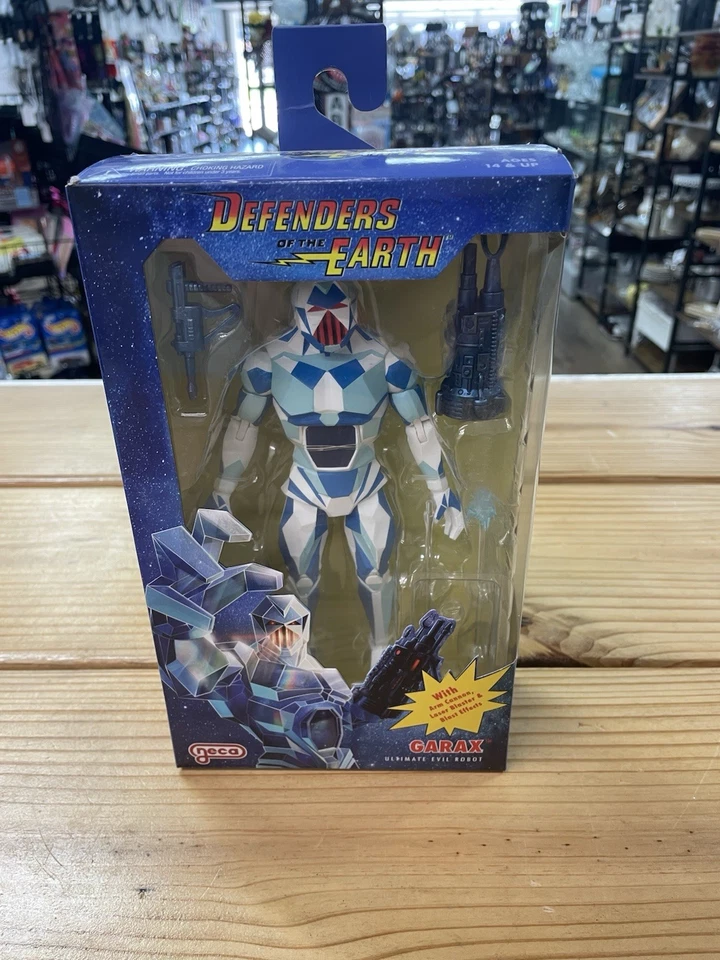 WARNING: CHOKING HAZARD
AGES
14 & UP
DEFENDERS
OF THE
EARTH
With
Arm Cannon,
Laser Blaster &
Blast Effects
neca
GARAX
ULTIMATE EVIL ROBOT